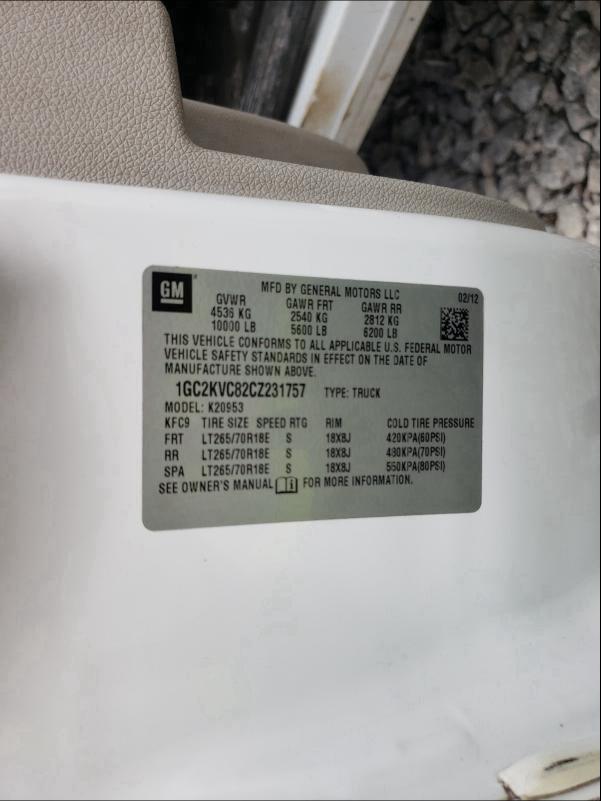 GM
MFD BY GENERAL MOTORS LLC 02/12
GVWR GAWR FRT GAWR RR
4536 KG 2540 KG 2812 KG
10000 LB 5600 LB 6200 LB
THIS VEHICLE CONFORMS TO ALL APPLICABLE U.S. FEDERAL MOTOR
VEHICLE SAFETY STANDARDS IN EFFECT ON THE DATE OF
MANUFACTURE SHOWN ABOVE.
1GC2KVC82CZ231757 TYPE: TRUCK
MODEL: K20953
KFC9 TIRE SIZE SPEED RTG RIM COLD TIRE PRESSURE
FRT LT265/70R18E S 18X8J 420KPA(60PSI)
RR LT265/70R18E S 18X8J 480KPA(70PSI)
SPA LT265/70R18E S 18X8J 550KPA(80PSI)
SEE OWNER'S MANUAL FOR MORE INFORMATION.